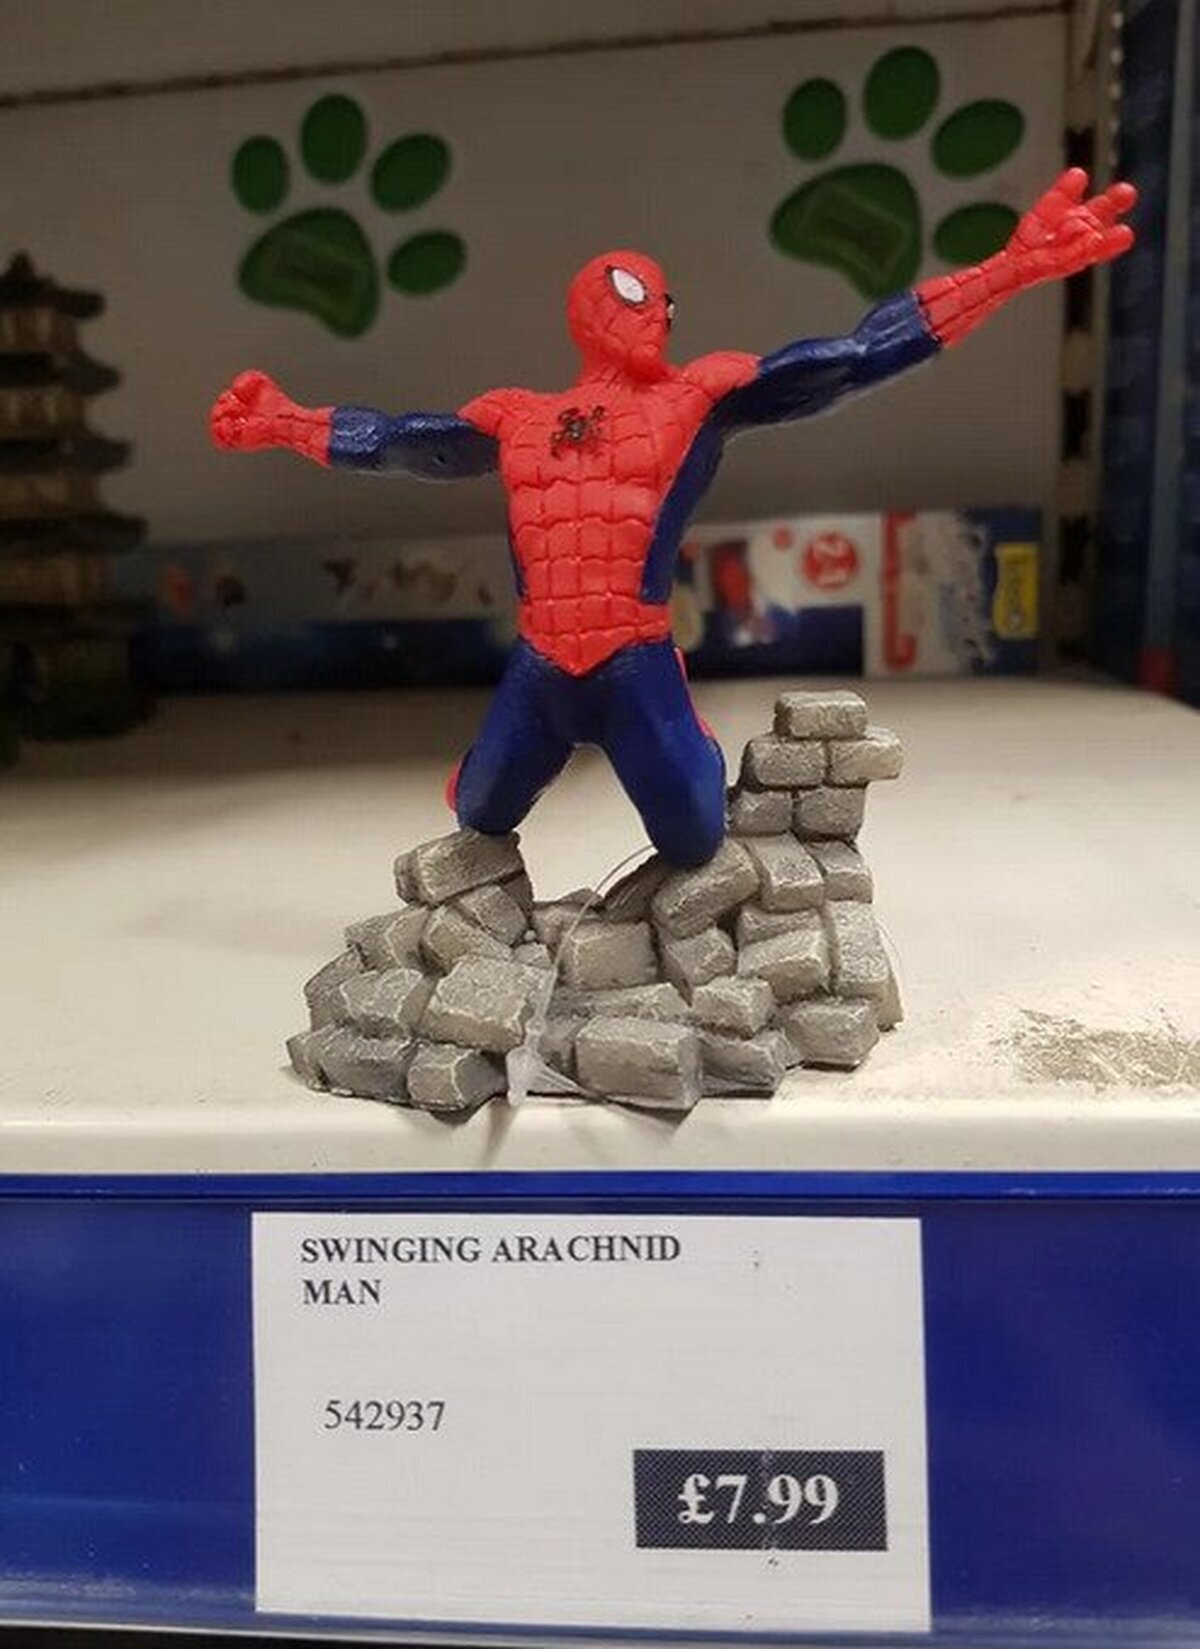 SWINGING ARACHNID
MAN
542937
£7.99